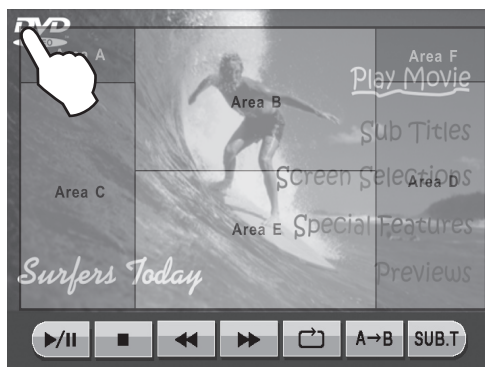 DVD
Area A
Area F
Play Movie
Area B
Sub Titles
Screen Selections
Area C
Area D
Area E
Special Features
Surfers Today
Previews
A→B
SUB.T